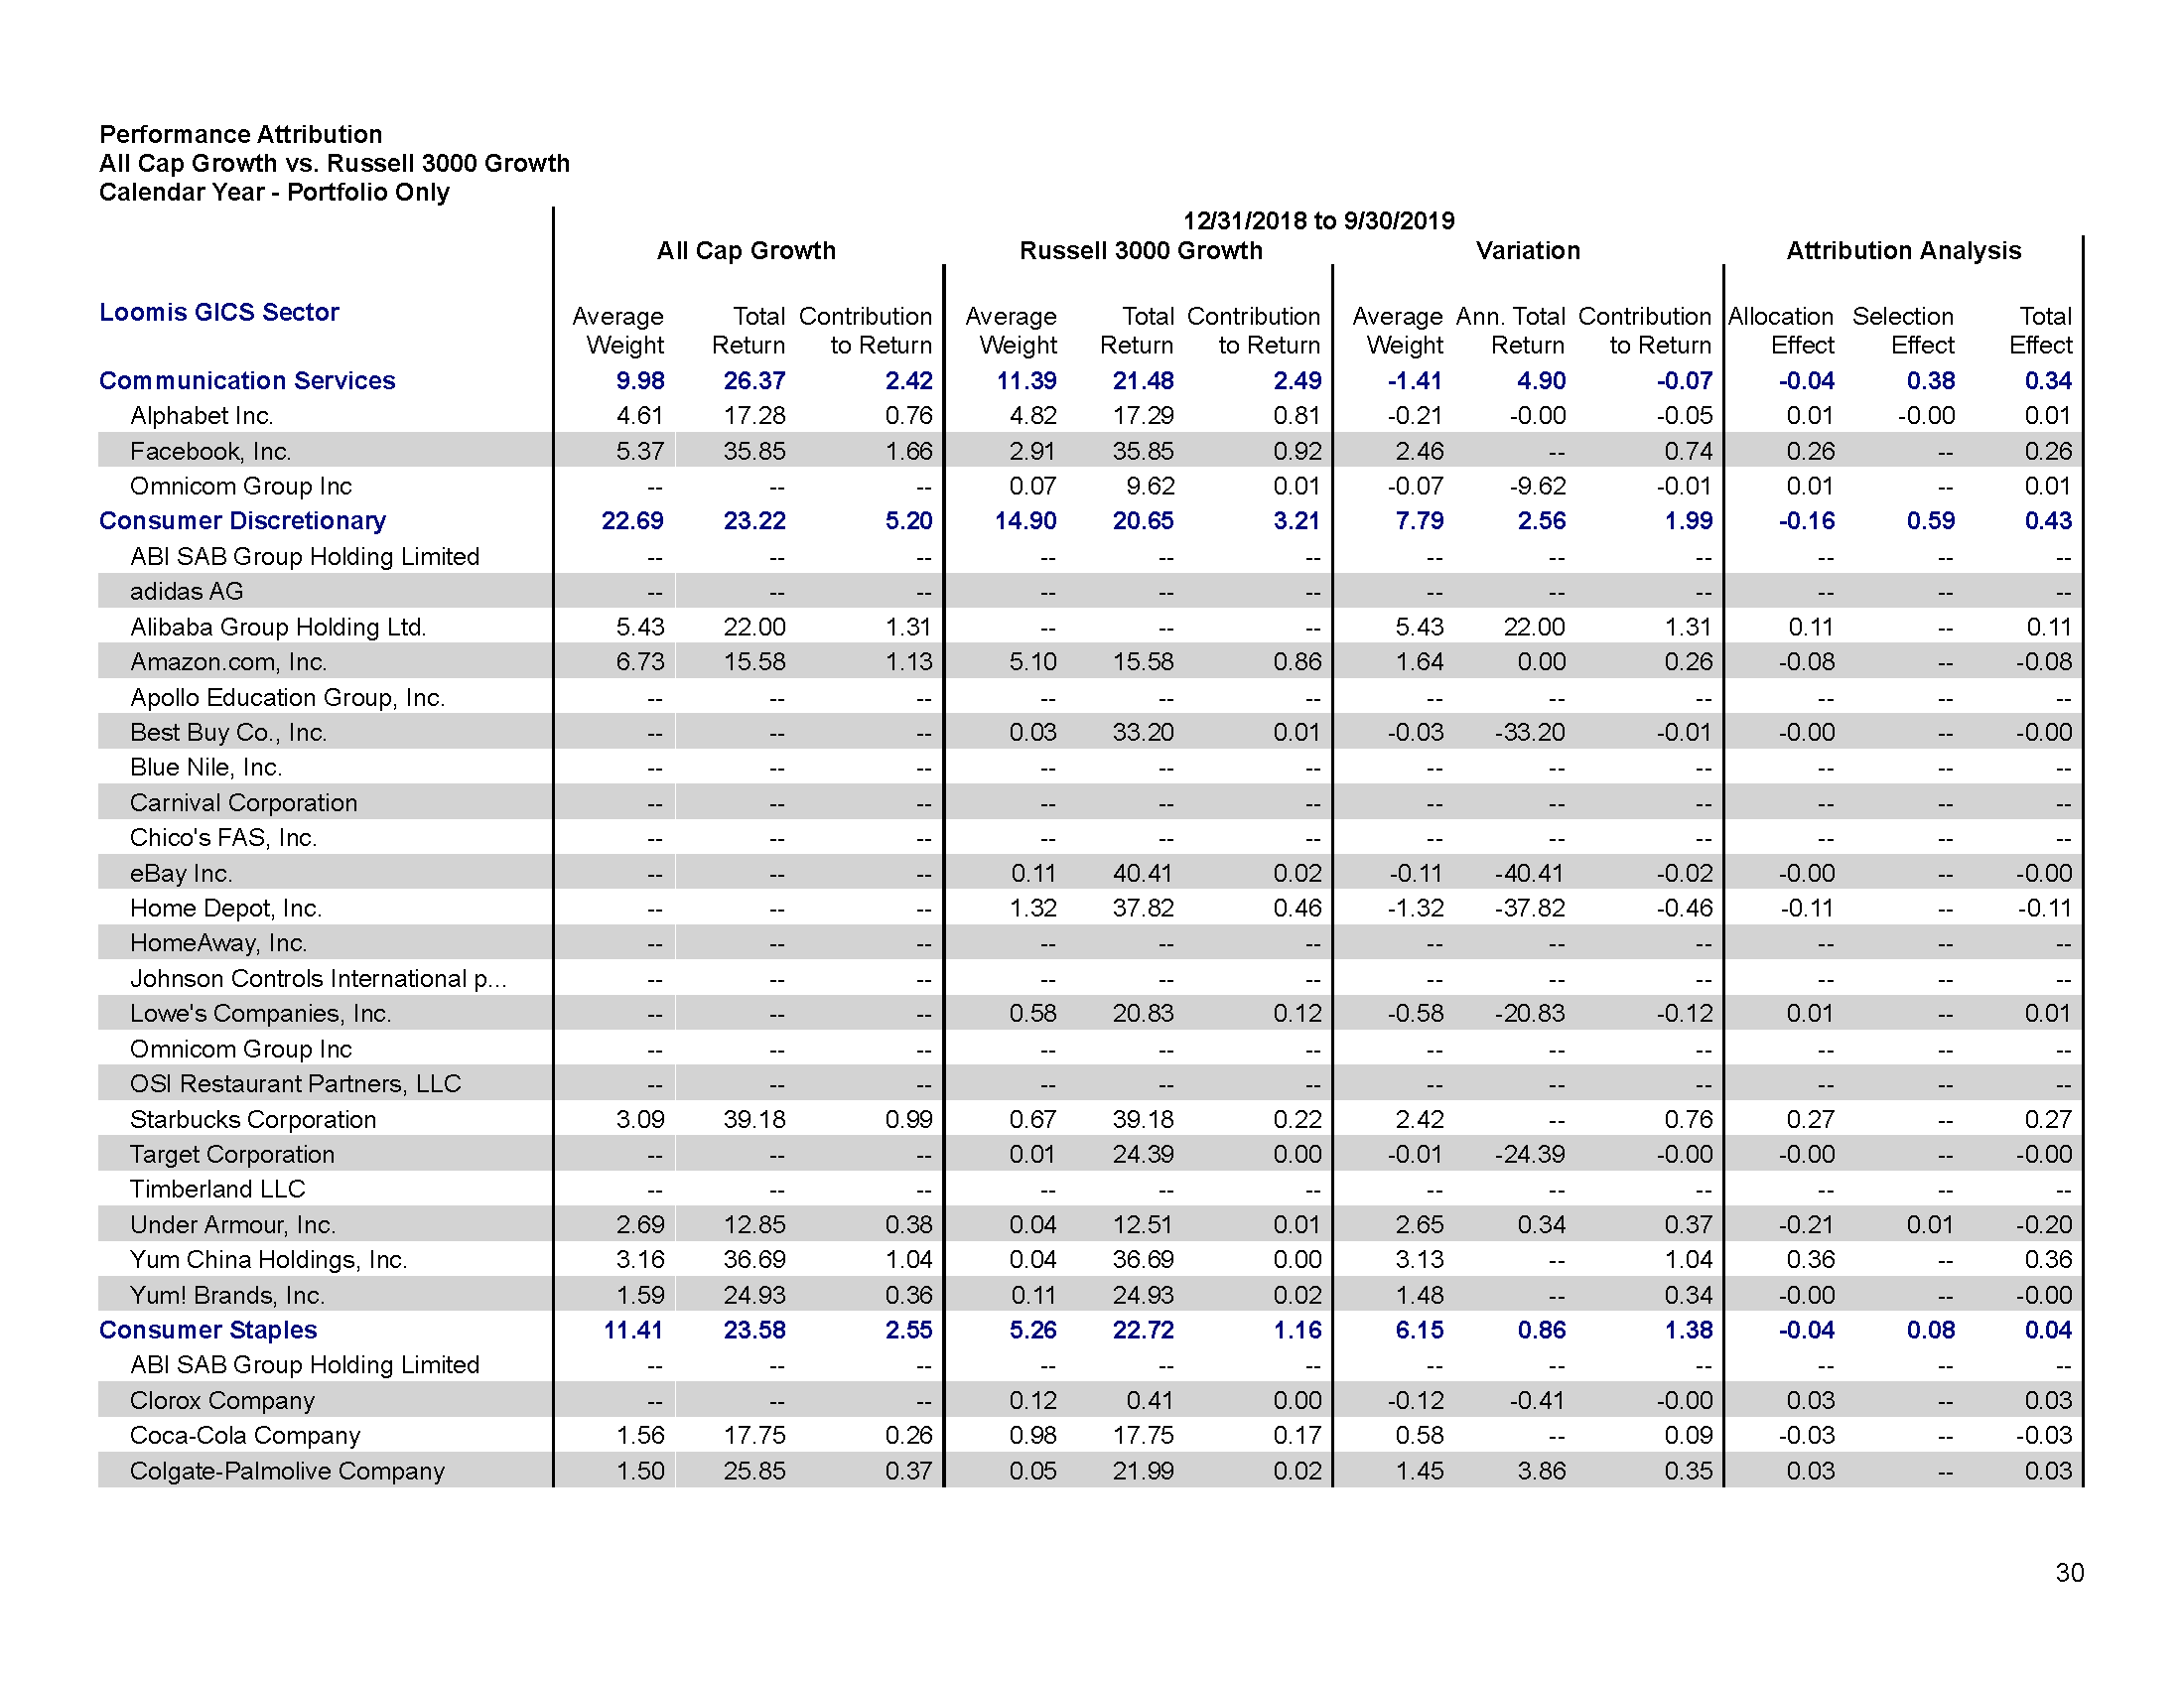 Performance Attribution
All Cap Growth vs. Russell 3000 Growth
Calendar Year - Portfolio Only
12/31/2018 to 9/30/2019
All Cap Growth Russell 3000 Growth Variation Attribution Analysis
Loomis GICS Sector Average Total Contribution Average Total Contribution Average Ann. Total Contribution Allocation Selection Total
Weight Return to Return Weight Return to Return Weight Return to Return Effect Effect Effect
Communication Services 9.98 26.37 2.42 11.39 21.48 2.49 -1.41 4.90 -0.07 -0.04 0.38 0.34
Alphabet Inc. 4.61 17.28 0.76 4.82 17.29 0.81 -0.21 -0.00 -0.05 0.01 -0.00 0.01
Facebook, Inc. 5.37 35.85 1.66 2.91 35.85 0.92 2.46 -- 0.74 0.26 -- 0.26
Omnicom Group Inc -- -- -- 0.07 9.62 0.01 -0.07 -9.62 -0.01 0.01 -- 0.01
Consumer Discretionary 22.69 23.22 5.20 14.90 20.65 3.21 7.79 2.56 1.99 -0.16 0.59 0.43
ABI SAB Group Holding Limited -- -- -- -- -- -- -- -- -- -- -- --
adidas AG -- -- -- -- -- -- -- -- -- -- -- --
Alibaba Group Holding Ltd. 5.43 22.00 1.31 -- -- -- 5.43 22.00 1.31 0.11 -- 0.11
Amazon.com, Inc. 6.73 15.58 1.13 5.10 15.58 0.86 1.64 0.00 0.26 -0.08 -- -0.08
Apollo Education Group, Inc. -- -- -- -- -- -- -- -- -- -- -- --
Best Buy Co., Inc. -- -- -- 0.03 33.20 0.01 -0.03 -33.20 -0.01 -0.00 -- -0.00
Blue Nile, Inc. -- -- -- -- -- -- -- -- -- -- -- --
Carnival Corporation -- -- -- -- -- -- -- -- -- -- -- --
Chico's FAS, Inc. -- -- -- -- -- -- -- -- -- -- -- --
eBay Inc. -- -- -- 0.11 40.41 0.02 -0.11 -40.41 -0.02 -0.00 -- -0.00
Home Depot, Inc. -- -- -- 1.32 37.82 0.46 -1.32 -37.82 -0.46 -0.11 -- -0.11
HomeAway, Inc. -- -- -- -- -- -- -- -- -- -- -- --
Johnson Controls International p... -- -- -- -- -- -- -- -- -- -- -- --
Lowe's Companies, Inc. -- -- -- 0.58 20.83 0.12 -0.58 -20.83 -0.12 0.01 -- 0.01
Omnicom Group Inc -- -- -- -- -- -- -- -- -- -- -- --
OSI Restaurant Partners, LLC -- -- -- -- -- -- -- -- -- -- -- --
Starbucks Corporation 3.09 39.18 0.99 0.67 39.18 0.22 2.42 -- 0.76 0.27 -- 0.27
Target Corporation -- -- -- 0.01 24.39 0.00 -0.01 -24.39 -0.00 -0.00 -- -0.00
Timberland LLC -- -- -- -- -- -- -- -- -- -- -- --
Under Armour, Inc. 2.69 12.85 0.38 0.04 12.51 0.01 2.65 0.34 0.37 -0.21 0.01 -0.20
Yum China Holdings, Inc. 3.16 36.69 1.04 0.04 36.69 0.00 3.13 -- 1.04 0.36 -- 0.36
Yum! Brands, Inc. 1.59 24.93 0.36 0.11 24.93 0.02 1.48 -- 0.34 -0.00 -- -0.00
Consumer Staples 11.41 23.58 2.55 5.26 22.72 1.16 6.15 0.86 1.38 -0.04 0.08 0.04
ABI SAB Group Holding Limited -- -- -- -- -- -- -- -- -- -- -- --
Clorox Company -- -- -- 0.12 0.41 0.00 -0.12 -0.41 -0.00 0.03 -- 0.03
Coca-Cola Company 1.56 17.75 0.26 0.98 17.75 0.17 0.58 -- 0.09 -0.03 -- -0.03
Colgate-Palmolive Company 1.50 25.85 0.37 0.05 21.99 0.02 1.45 3.86 0.35 0.03 -- 0.03
30